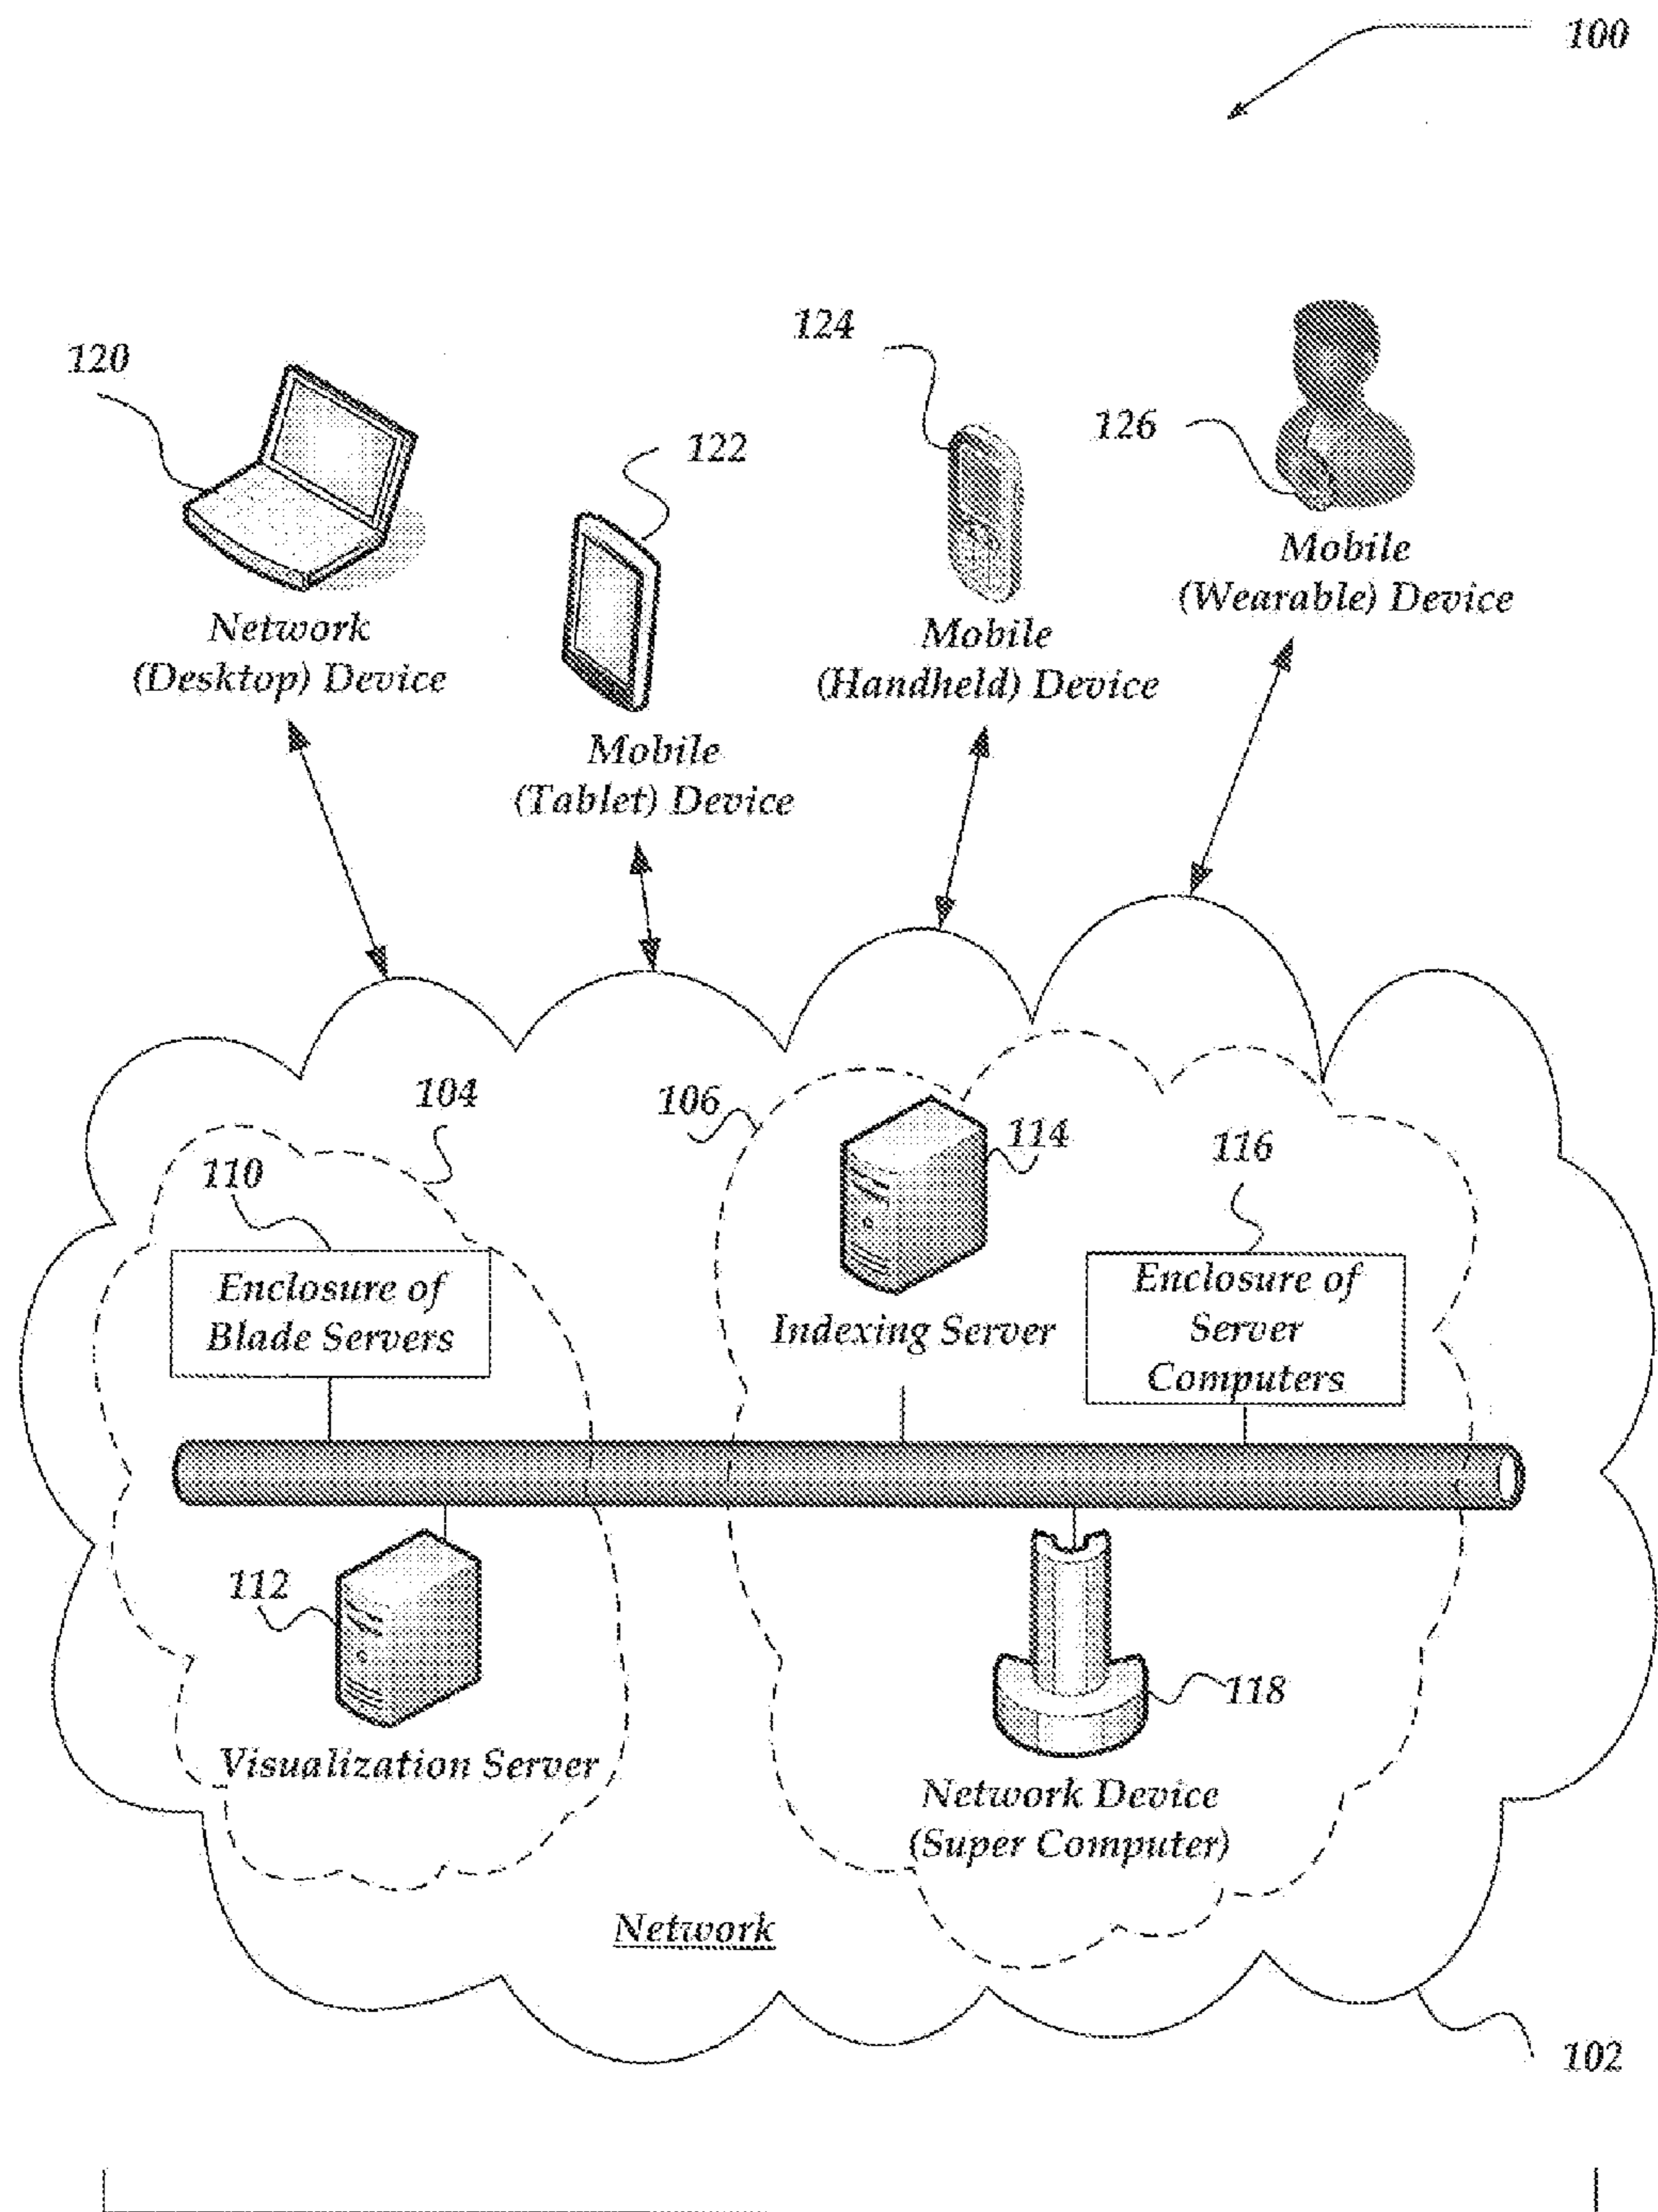 100
120
124
126
122
Mobile
(Wearable) Device
Network
(Desktop) Device
Mobile
(Handheld) Device
Mobile
(Tablet) Device
104
106
114
116
110
Enclosure of
Blade Servers
Indexing Server
Enclosure of
Server
Computers
112
118
Visualization Server
Network Device
(Super Computer)
Network
102